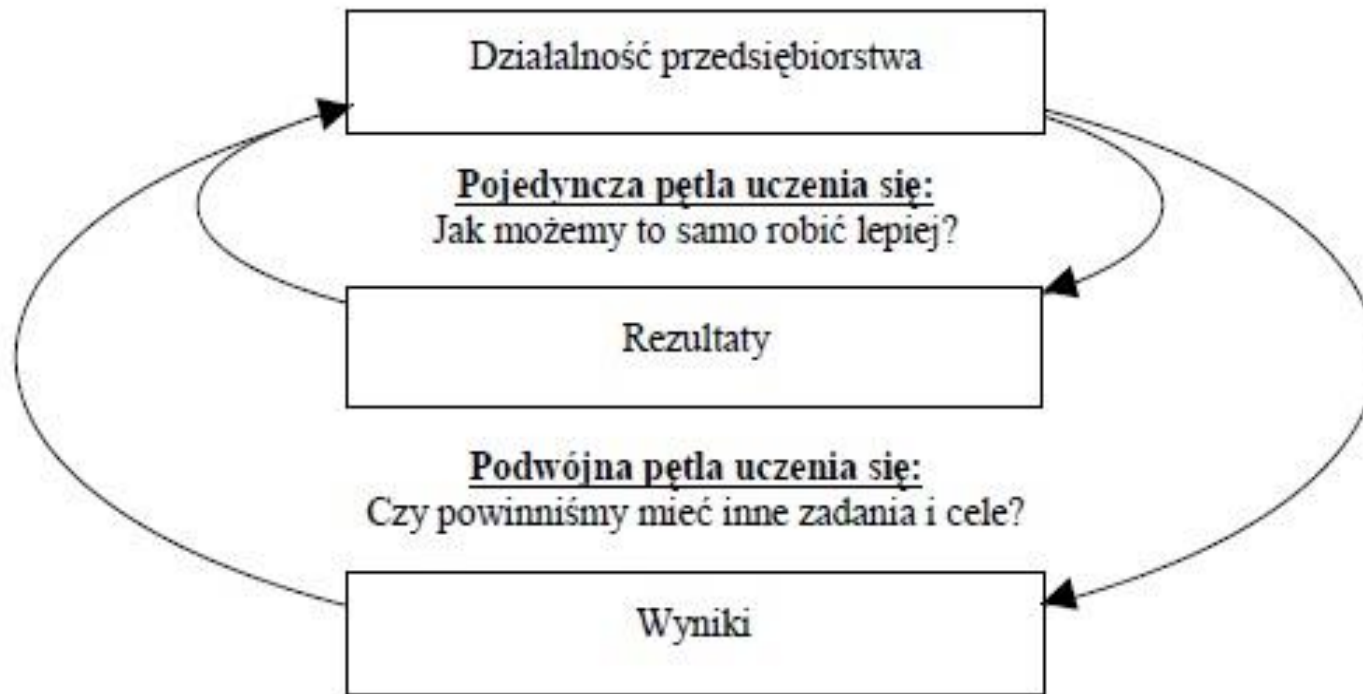 Działalność przedsiębiorstwa
Pojedyncza pętla uczenia się:
Jak możemy to samo robić lepiej?
Rezultaty
Podwójna pętla uczenia się:
Czy powinniśmy mieć inne zadania i cele?
Wyniki